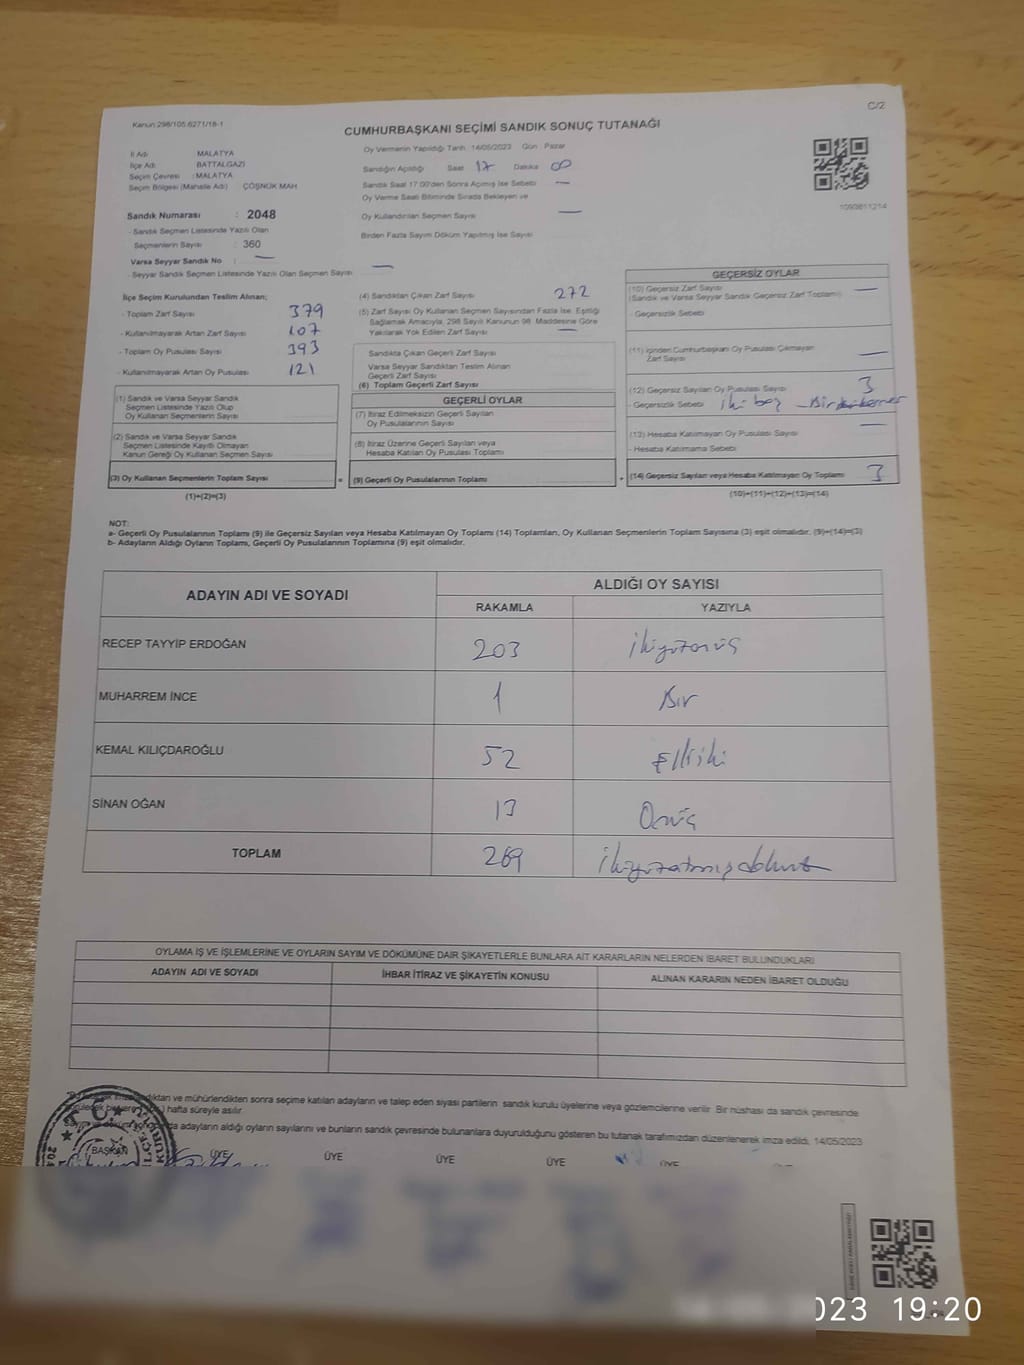 C/2
Kanun:298/105:6271/18-1
CUMHURBAŞKANI SEÇİMİ SANDIK SONUÇ TUTANAĞI
İl Adı MALATYA
İlçe Adı BATTALGAZİ
Seçim Çevresi :MALATYA
Seçim Bölgesi (Mahalle Adı) ÇÖŞNÜK MAH
Sandık Numarası : 2048
- Sandık Seçmen Listesinde Yazılı Olan
Seçmenlerin Sayısı : 360
Varsa Seyyar Sandık No : —
- Seyyar Sandık Seçmen Listesinde Yazılı Olan Seçmen Sayısı —
Oy Vermenin Yapıldığı Tarih 14/05/2023 Gün : Pazar
Sandığın Açıldığı Saat 17 Dakika 00
Sandık Saat 17:00'den Sonra Açılmış İse Sebebi —
Oy Verme Saati Bitiminde Sırada Bekleyen ve
Oy Kullandırılan Seçmen Sayısı —
Birden Fazla Sayım Döküm Yapılmış İse Sayısı
1090811214
İlçe Seçim Kurulundan Teslim Alınan;
- Toplam Zarf Sayısı 379
- Kullanılmayarak Artan Zarf Sayısı 107
- Toplam Oy Pusulası Sayısı 393
- Kullanılmayarak Artan Oy Pusulası 121
(1) Sandık ve Varsa Seyyar Sandık
Seçmen Listesinde Yazılı Olup
Oy Kullanan Seçmenlerin Sayısı
(2) Sandık ve Varsa Seyyar Sandık
Seçmen Listesinde Kayıtlı Olmayan
Kanun Gereği Oy Kullanan Seçmen Sayısı
(3) Oy Kullanan Seçmenlerin Toplam Sayısı
(1)+(2)=(3)
(4) Sandıktan Çıkan Zarf Sayısı 272
(5) Zarf Sayısı Oy Kullanan Seçmen Sayısından Fazla İse, Eşitliği
Sağlamak Amacıyla, 298 Sayılı Kanunun 98. Maddesine Göre
Yakılarak Yok Edilen Zarf Sayısı —
Sandıkta Çıkan Geçerli Zarf Sayısı
Varsa Seyyar Sandıktan Teslim Alınan
Geçerli Zarf Sayısı
(6) Toplam Geçerli Zarf Sayısı
GEÇERLİ OYLAR
(7) İtiraz Edilmeksizin Geçerli Sayılan
Oy Pusulalarının Sayısı
(8) İtiraz Üzerine Geçerli Sayılan veya
Hesaba Katılan Oy Pusulası Toplamı
= (9) Geçerli Oy Pusulalarının Toplamı +
GEÇERSİZ OYLAR
(10) Geçersiz Zarf Sayısı —
(Sandık ve Varsa Seyyar Sandık Geçersiz Zarf Toplamı)
- Geçersizlik Sebebi
(11) İçinden Cumhurbaşkanı Oy Pusulası Çıkmayan
Zarf Sayısı —
(12) Geçersiz Sayılan Oy Pusulası Sayısı 3
- Geçersizlik Sebebi iki boş - Bir
(13) Hesaba Katılmayan Oy Pusulası Sayısı —
- Hesaba Katılmama Sebebi
(14) Geçersiz Sayılan veya Hesaba Katılmayan Oy Toplamı 3
(10)+(11)+(12)+(13)=(14)
NOT:
a- Geçerli Oy Pusulalarının Toplamı (9) ile Geçersiz Sayılan veya Hesaba Katılmayan Oy Toplamı (14) Toplamları, Oy Kullanan Seçmenlerin Toplam Sayısına (3) eşit olmalıdır. (9)+(14)=(3)
b- Adayların Aldığı Oyların Toplamı, Geçerli Oy Pusulalarının Toplamına (9) eşit olmalıdır.
ADAYIN ADI VE SOYADI ALDIĞI OY SAYISI
RAKAMLA YAZIYLA
RECEP TAYYİP ERDOĞAN 203 ikiyüzonüç
MUHARREM İNCE 1 Bir
KEMAL KILIÇDAROĞLU 52 Elliiki
SİNAN OĞAN 13 Onüç
TOPLAM 269 ikiyüzatmışdokuz
OYLAMA İŞ VE İŞLEMLERİNE VE OYLARIN SAYIM VE DÖKÜMÜNE DAİR ŞİKAYETLERLE BUNLARA AİT KARARLARIN NELERDEN İBARET BULUNDUKLARI
ADAYIN ADI VE SOYADI İHBAR İTİRAZ VE ŞİKAYETİN KONUSU ALINAN KARARIN NEDEN İBARET OLDUĞU
ve mühürlendikten sonra seçime katılan adayların ve talep eden siyasi partilerin sandık kurulu üyelerine veya gözlemcilerine verilir. Bir nüshası da sandık çevresinde
hafta süreyle asılır.
adayların aldığı oyların sayılarını ve bunların sandık çevresinde bulunanlara duyurulduğunu gösteren bu tutanak tarafımızdan düzenlenerek imza edildi. 14/05/2023
BAŞKAN ÜYE ÜYE ÜYE ÜYE ÜYE
023 19:20